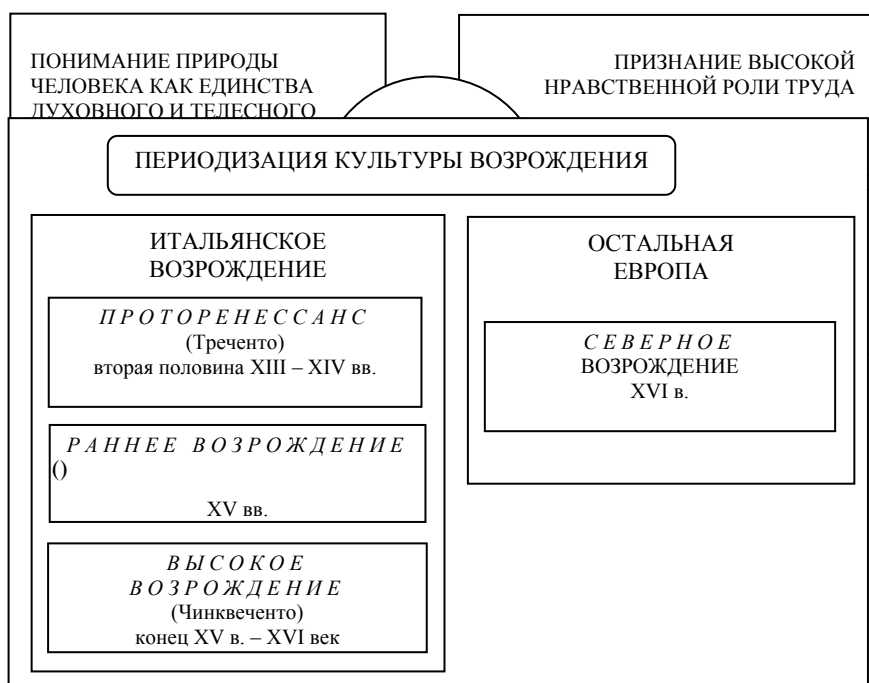 ПОНИМАНИЕ ПРИРОДЫ
ЧЕЛОВЕКА КАК ЕДИНСТВА
ДУХОВНОГО И ТЕЛЕСНОГО
ПРИЗНАНИЕ ВЫСОКОЙ
НРАВСТВЕННОЙ РОЛИ ТРУДА
ПЕРИОДИЗАЦИЯ КУЛЬТУРЫ ВОЗРОЖДЕНИЯ
ИТАЛЬЯНСКОЕ
ВОЗРОЖДЕНИЕ
ПРОТОРЕНЕССАНС
(Треченто)
вторая половина XIII – XIV вв.
РАННЕЕ ВОЗРОЖДЕНИЕ
()
XV вв.
ВЫСОКОЕ
ВОЗРОЖДЕНИЕ
(Чинквеченто)
конец XV в. – XVI век
ОСТАЛЬНАЯ
ЕВРОПА
СЕВЕРНОЕ
ВОЗРОЖДЕНИЕ
XVI в.